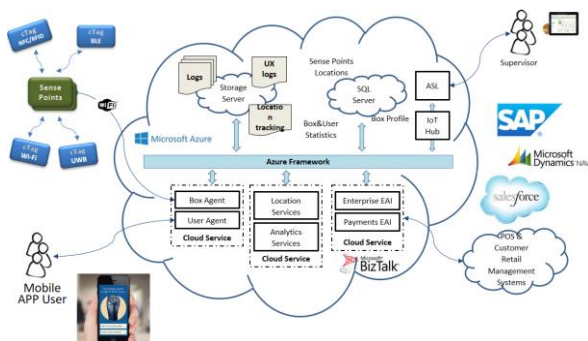 cTag
NFC/RFID
cTag
BLE
Sense
Points
Wi Fi
cTag
Wi-Fi
cTag
UWB
Logs
UX
logs
Storage
Server
Locatio
n
tracking
Sense Points
Locations
SQL
Server
Box&User
Statistics
Box Profile
ASL
IoT
Hub
Supervisor
Microsoft Azure
Azure Framework
Box Agent
User Agent
Cloud Service
Location
Services
Analytics
Services
Cloud Service
Enterprise EAI
Payments EAI
Cloud Service
Microsoft
BizTalk
SAP
Microsoft
Dynamics NAV
salesforce
POS &
Customer
Retail
Management
Systems
Mobile
APP User